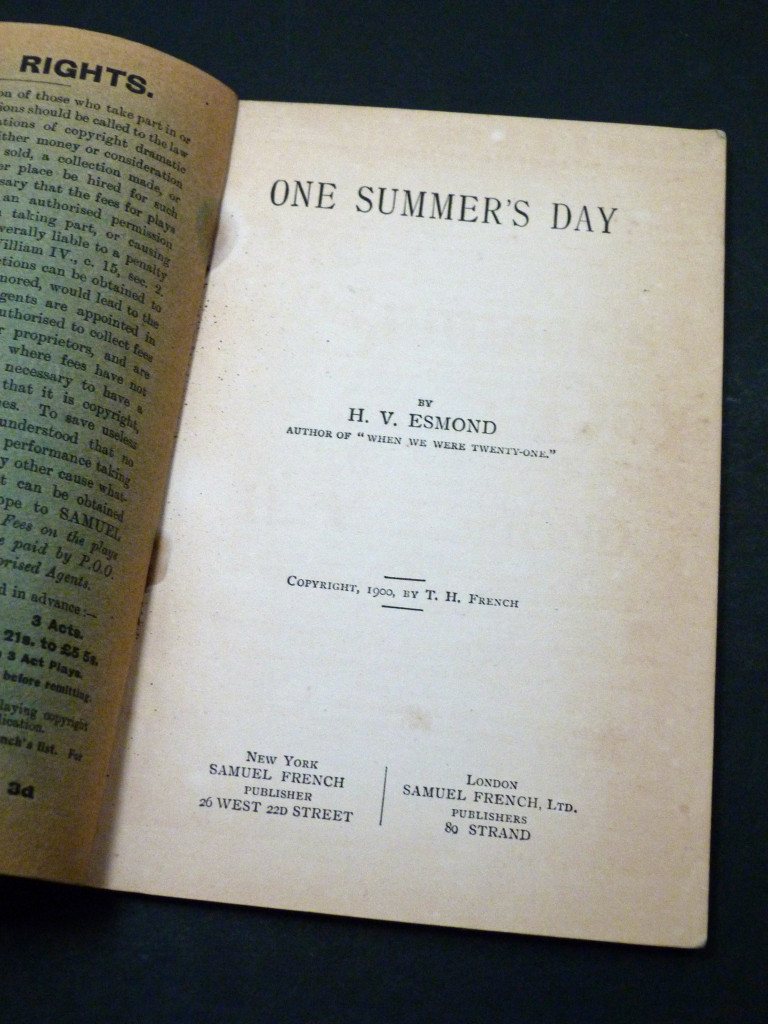 RIGHTS.
on of those who take part in or
ions should be called to the law
ations of copyright dramatic
ither money or consideration
sold, a collection made, or
er place be hired for such
sary that the fees for plays
an authorised permission
taking part, or causing
verally liable to a penalty
William IV., c. 15, sec. 2.
ctions can be obtained to
nored, would lead to the
gents are appointed in
uthorised to collect fees
r proprietors, and are
where fees have not
necessary to have a
that it is copyright,
ces. To save useless
understood that no
performance taking
y other cause what-
t can be obtained
ope to SAMUEL
Fees on the plays
e paid by P.O.O.
orised Agents.
d in advance:—
3 Acts.
21s. to £5 5s.
3 Act Plays.
before remitting.
laying copyright
lication.
nch's list. For
3d
ONE SUMMER'S DAY
BY
H. V. ESMOND
AUTHOR OF "WHEN WE WERE TWENTY-ONE."
COPYRIGHT, 1900, BY T. H. FRENCH
NEW YORK
SAMUEL FRENCH
PUBLISHER
26 WEST 22D STREET
LONDON
SAMUEL FRENCH, LTD.
PUBLISHERS
89 STRAND